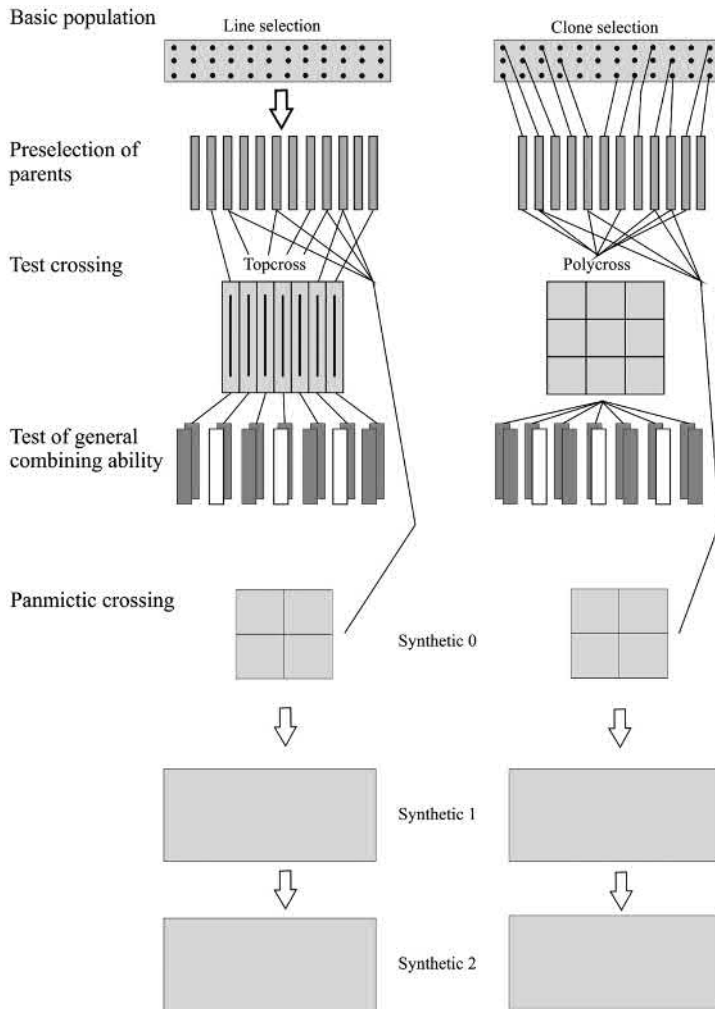 Basic population
Line selection
Clone selection
Preselection of
parents
Test crossing
Topcross
Polycross
Test of general
combining ability
Panmictic crossing
Synthetic 0
Synthetic 1
Synthetic 2